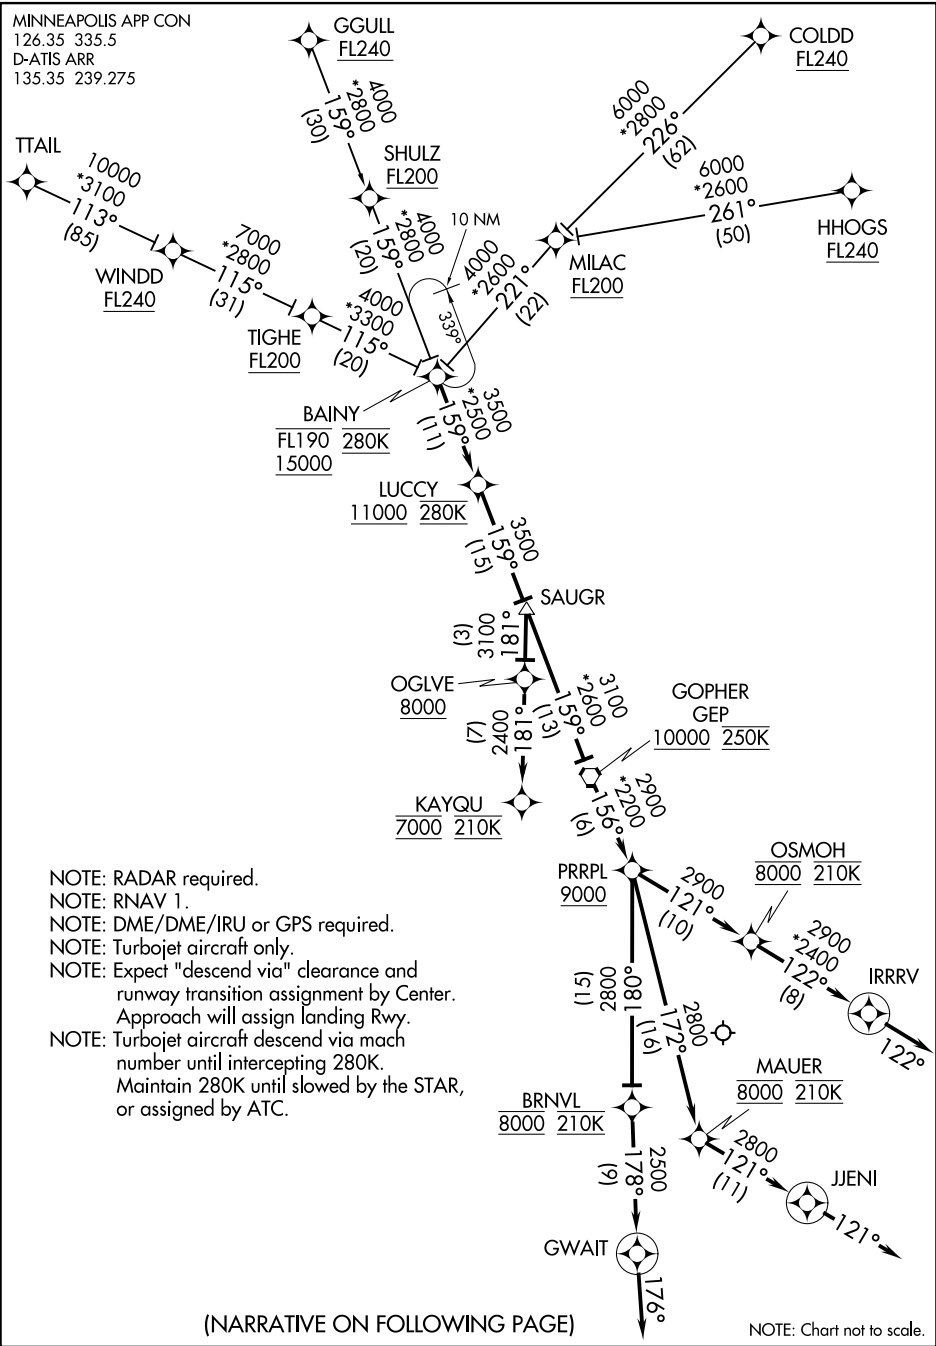 MINNEAPOLIS APP CON
126.35 335.5
D-ATIS ARR
135.35 239.275
GGULL
FL240
COLDD
FL240
4000
*2800
159°
(30)
6000
*2800
226°
(62)
TTAIL
10000
*3100
113°
(85)
SHULZ
FL200
6000
*2600
261°
(50)
HHOGS
FL240
WINDD
FL240
7000
*2800
115°
(31)
4000
*2800
159°
(20)
10 NM
4000
*2600
221°
(22)
MILAC
FL200
339°
TIGHE
FL200
4000
*3300
115°
(20)
BAINY
FL190 280K
15000
3500
*2500
159°
(11)
LUCCY
11000 280K
3500
159°
(15)
SAUGR
(3)
3100
181°
OGLVE
8000
3100
*2600
159°
(13)
GOPHER
GEP
10000 250K
(7)
2400
181°
KAYQU
7000 210K
2900
*2200
156°
(6)
PRRPL
9000
OSMOH
8000 210K
2900
121°
(10)
2900
*2400
122°
(8)
IRRRV
122°
NOTE: RADAR required.
NOTE: RNAV 1.
NOTE: DME/DME/IRU or GPS required.
NOTE: Turbojet aircraft only.
NOTE: Expect "descend via" clearance and
runway transition assignment by Center.
Approach will assign landing Rwy.
NOTE: Turbojet aircraft descend via mach
number until intercepting 280K.
Maintain 280K until slowed by the STAR,
or assigned by ATC.
(15)
2800
180°
2800
172°
(16)
BRNVL
8000 210K
MAUER
8000 210K
2800
121°
(11)
JJENI
121°
2500
178°
(9)
GWAIT
176°
(NARRATIVE ON FOLLOWING PAGE)
NOTE: Chart not to scale.